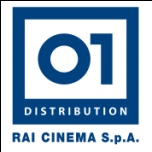 01
DISTRIBUTION
RAI CINEMA S.p.A.